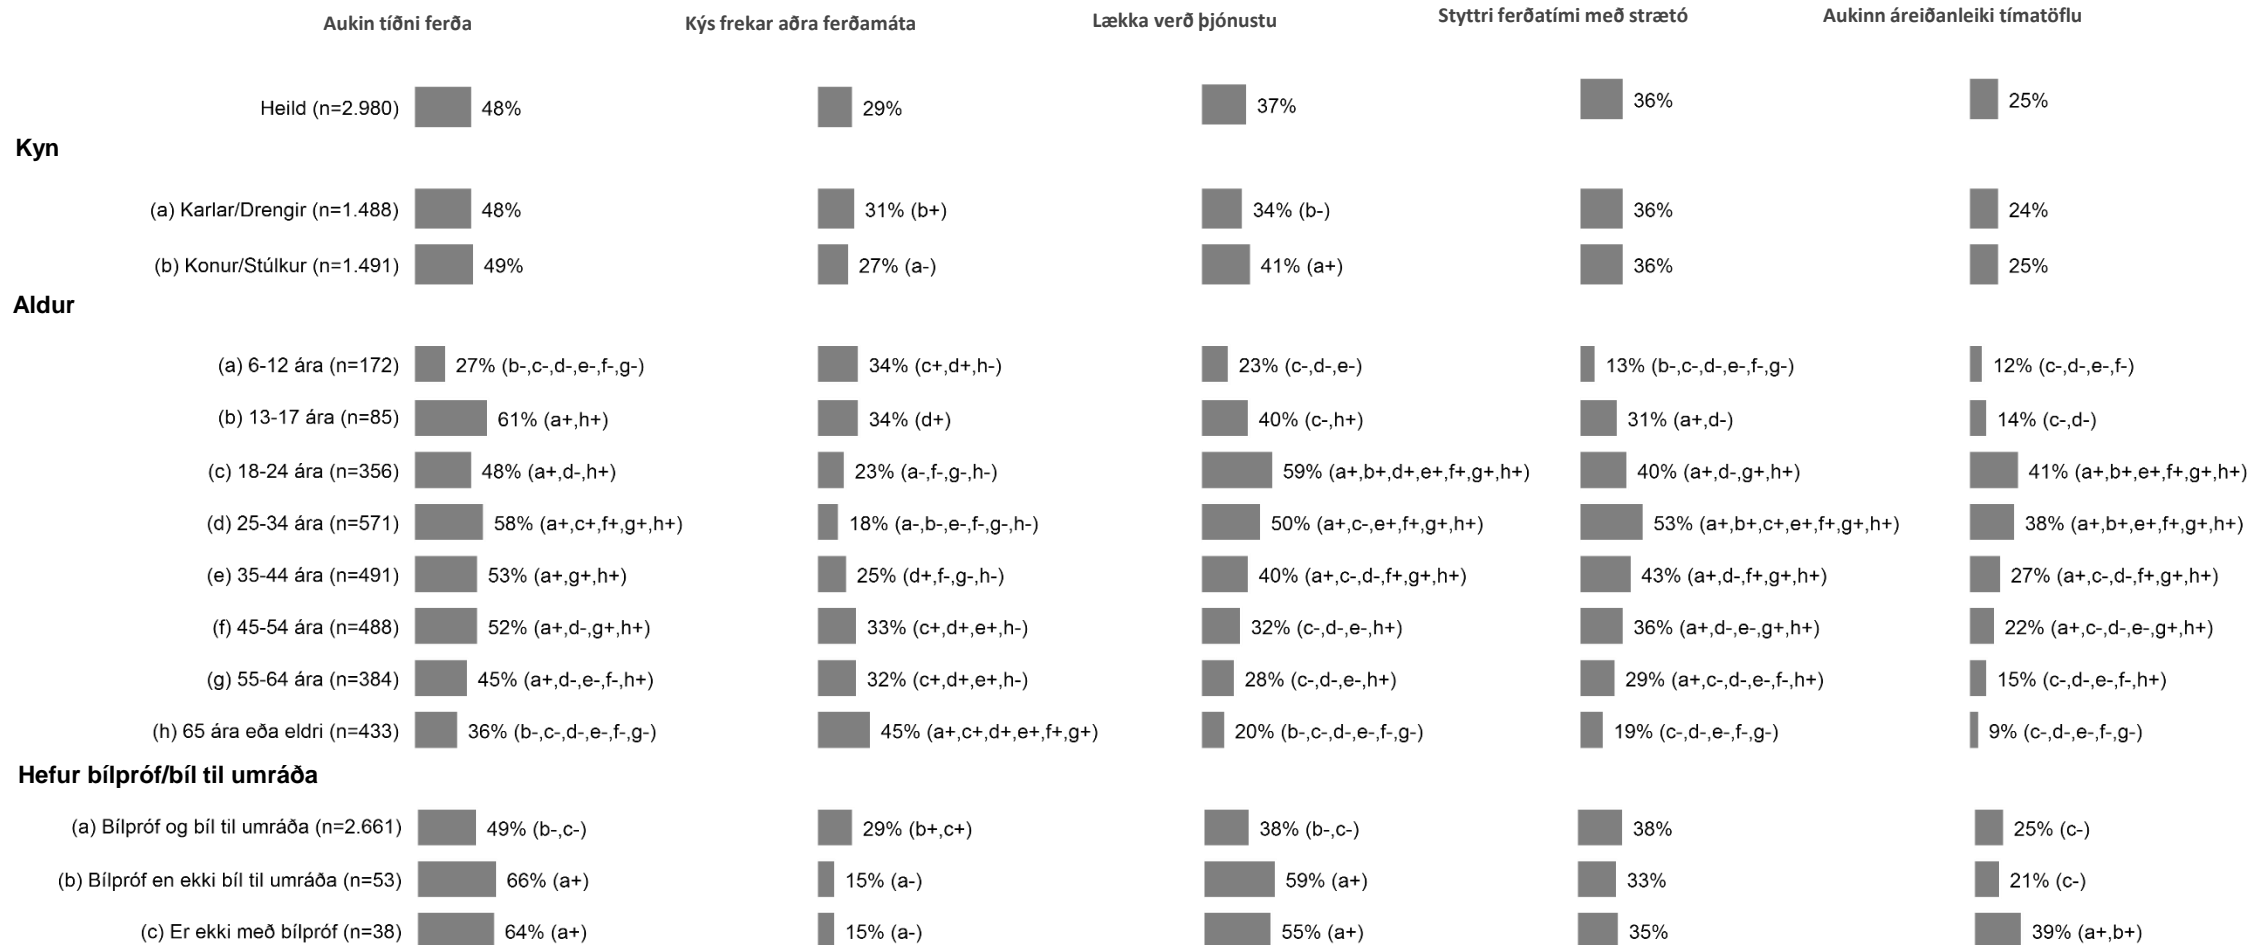 Aukin tíðni ferða Kýs frekar aðra ferðamáta Lækka verð þjónustu Styttri ferðatími með strætó Aukinn áreiðanleiki tímatöflu
Heild (n=2.980) 48% 29% 37% 36% 25%
Kyn
(a) Karlar/Drengir (n=1.488) 48% 31% (b+) 34% (b-) 36% 24%
(b) Konur/Stúlkur (n=1.491) 49% 27% (a-) 41% (a+) 36% 25%
Aldur
(a) 6-12 ára (n=172) 27% (b-,c-,d-,e-,f-,g-) 34% (c+,d+,h-) 23% (c-,d-,e-) 13% (b-,c-,d-,e-,f-,g-) 12% (c-,d-,e-,f-)
(b) 13-17 ára (n=85) 61% (a+,h+) 34% (d+) 40% (c-,h+) 31% (a+,d-) 14% (c-,d-)
(c) 18-24 ára (n=356) 48% (a+,d-,h+) 23% (a-,f-,g-,h-) 59% (a+,b+,d+,e+,f+,g+,h+) 40% (a+,d-,g+,h+) 41% (a+,b+,e+,f+,g+,h+)
(d) 25-34 ára (n=571) 58% (a+,c+,f+,g+,h+) 18% (a-,b-,e-,f-,g-,h-) 50% (a+,c-,e+,f+,g+,h+) 53% (a+,b+,c+,e+,f+,g+,h+) 38% (a+,b+,e+,f+,g+,h+)
(e) 35-44 ára (n=491) 53% (a+,g+,h+) 25% (d+,f-,g-,h-) 40% (a+,c-,d-,f+,g+,h+) 43% (a+,d-,f+,g+,h+) 27% (a+,c-,d-,f+,g+,h+)
(f) 45-54 ára (n=488) 52% (a+,d-,g+,h+) 33% (c+,d+,e+,h-) 32% (c-,d-,e-,h+) 36% (a+,d-,e-,g+,h+) 22% (a+,c-,d-,e-,g+,h+)
(g) 55-64 ára (n=384) 45% (a+,d-,e-,f-,h+) 32% (c+,d+,e+,h-) 28% (c-,d-,e-,h+) 29% (a+,c-,d-,e-,f-,h+) 15% (c-,d-,e-,f-,h+)
(h) 65 ára eða eldri (n=433) 36% (b-,c-,d-,e-,f-,g-) 45% (a+,c+,d+,e+,f+,g+) 20% (b-,c-,d-,e-,f-,g-) 19% (c-,d-,e-,f-,g-) 9% (c-,d-,e-,f-,g-)
Hefur bílpróf/bíl til umráða
(a) Bílpróf og bíl til umráða (n=2.661) 49% (b-,c-) 29% (b+,c+) 38% (b-,c-) 38% 25% (c-)
(b) Bílpróf en ekki bíl til umráða (n=53) 66% (a+) 15% (a-) 59% (a+) 33% 21% (c-)
(c) Er ekki með bílpróf (n=38) 64% (a+) 15% (a-) 55% (a+) 35% 39% (a+,b+)